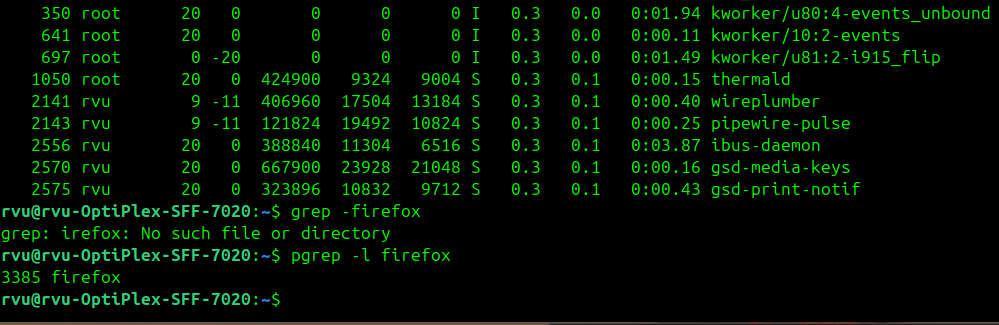 350 root 20 0 0 0 0 I 0.3 0.0 0:01.94 kworker/u80:4-events_unbound
641 root 20 0 0 0 0 I 0.3 0.0 0:00.11 kworker/10:2-events
697 root 0 -20 0 0 0 I 0.3 0.0 0:01.49 kworker/u81:2-i915_flip
1050 root 20 0 424900 9324 9004 S 0.3 0.1 0:00.15 thermald
2141 rvu 9 -11 406960 17504 13184 S 0.3 0.1 0:00.40 wireplumber
2143 rvu 9 -11 121824 19492 10824 S 0.3 0.1 0:00.25 pipewire-pulse
2556 rvu 20 0 388840 11304 6516 S 0.3 0.1 0:03.87 ibus-daemon
2570 rvu 20 0 667900 23928 21048 S 0.3 0.1 0:00.16 gsd-media-keys
2575 rvu 20 0 323896 10832 9712 S 0.3 0.1 0:00.43 gsd-print-notif
rvu@rvu-OptiPlex-SFF-7020:~$ grep -firefox
grep: irefox: No such file or directory
rvu@rvu-OptiPlex-SFF-7020:~$ pgrep -l firefox
3385 firefox
rvu@rvu-OptiPlex-SFF-7020:~$